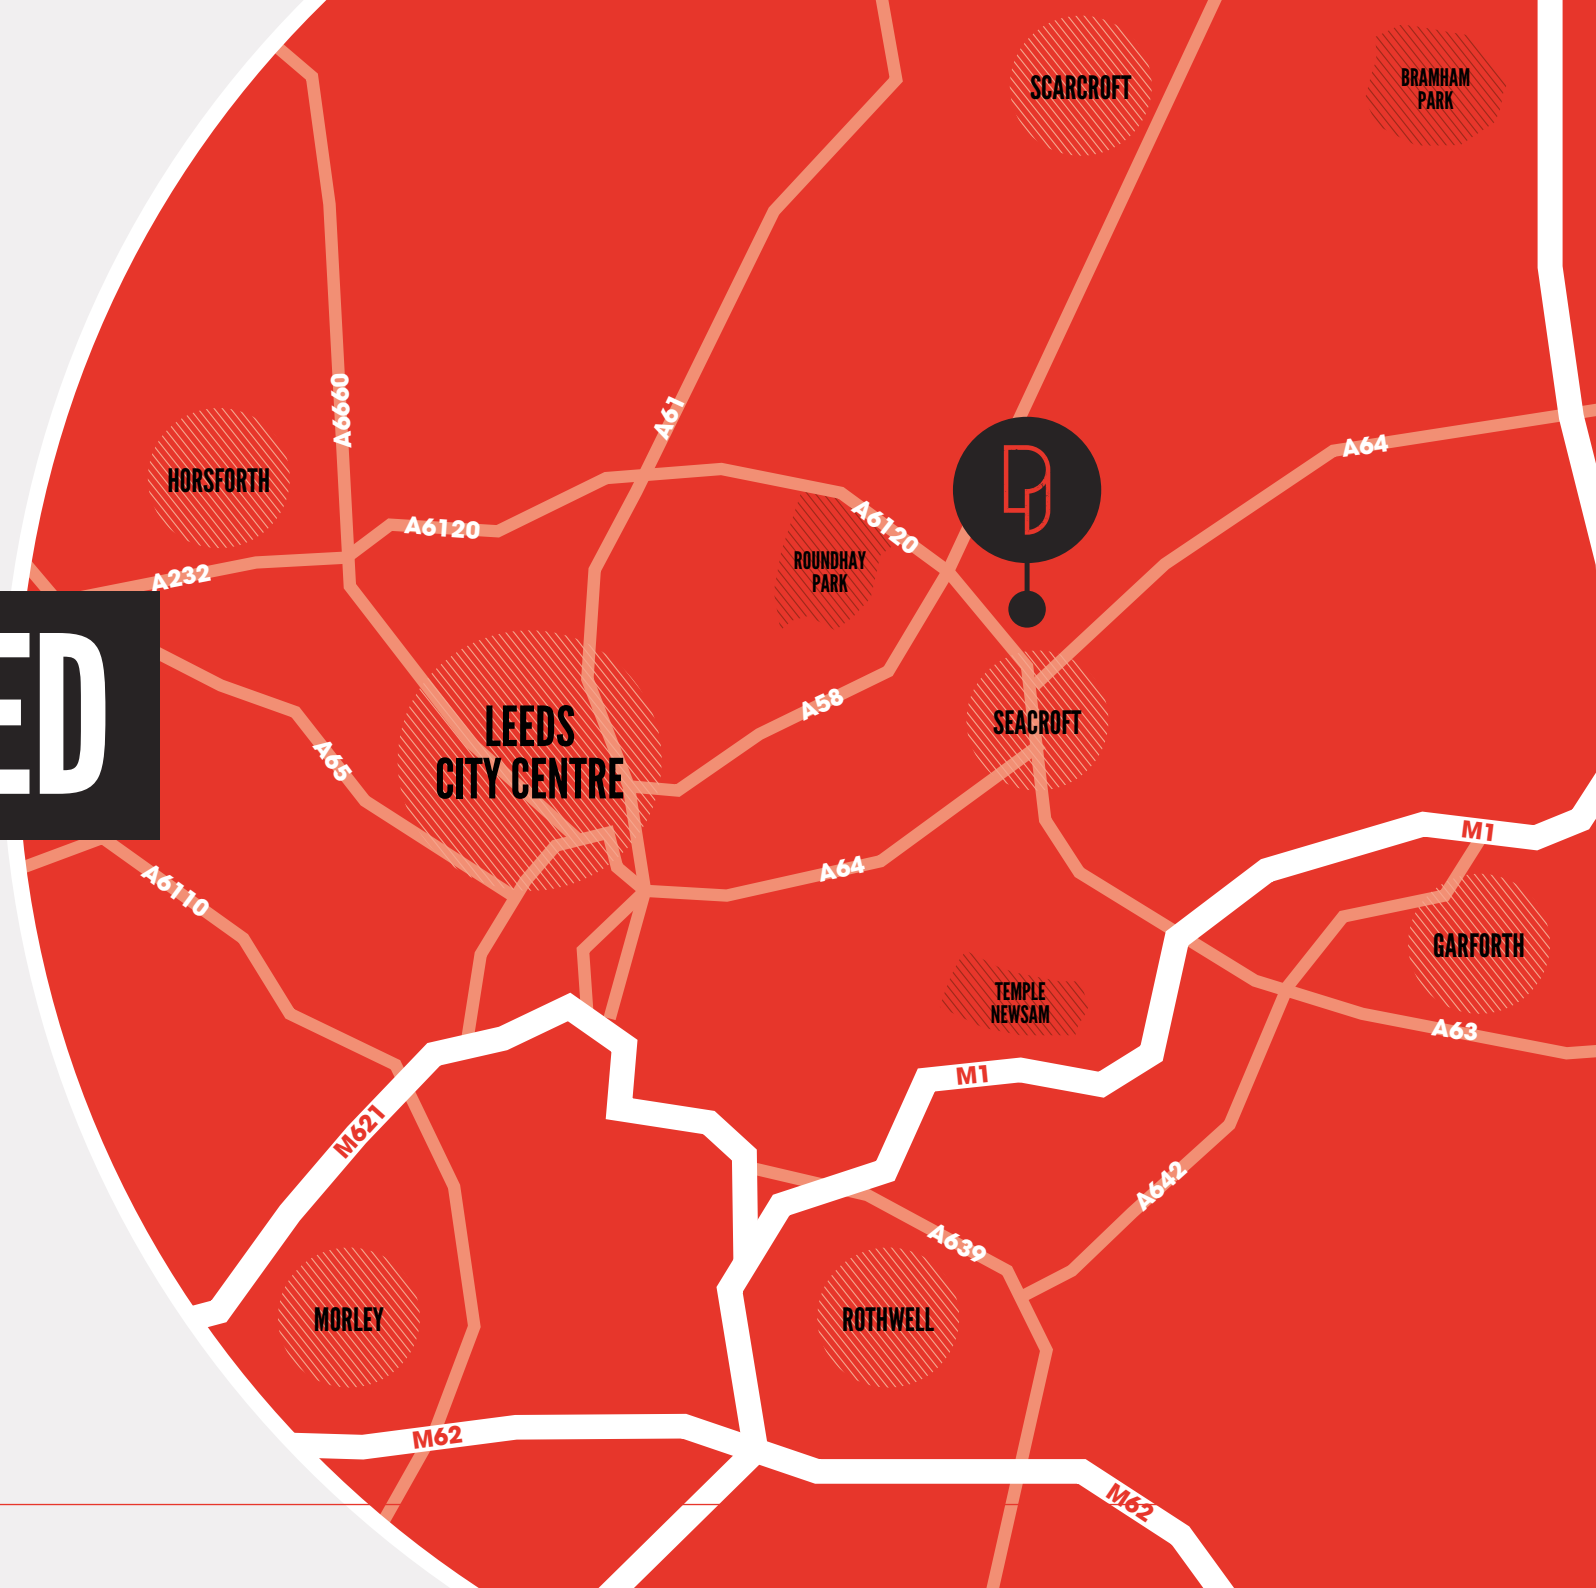 SCARCROFT
BRAMHAM
PARK
A6660
A61
HORSFORTH
A64
A6120
A6120
ROUNDHAY
PARK
A232
ED
A58
LEEDS
CITY CENTRE
SEACROFT
A65
M1
A64
A6110
GARFORTH
TEMPLE
NEWSAM
A63
M1
M621
A642
A639
MORLEY
ROTHWELL
M62
M62